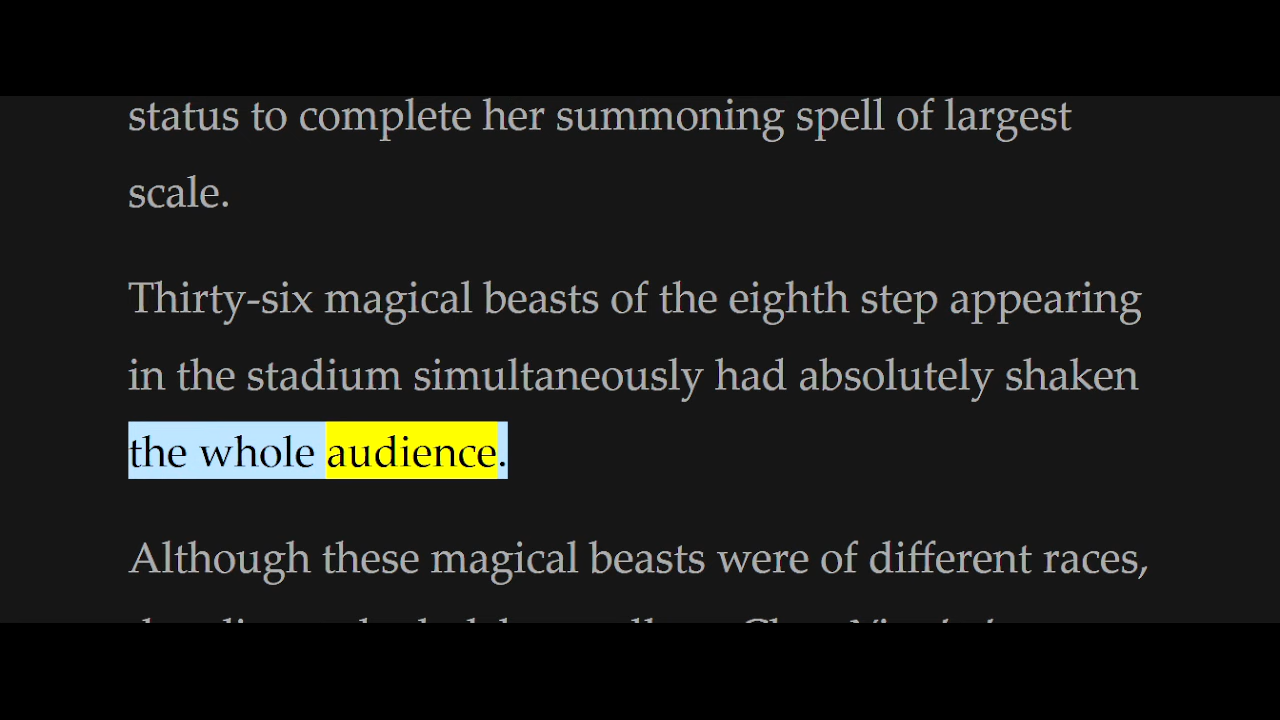 status to complete her summoning spell of largest
scale.
Thirty-six magical beasts of the eighth step appearing
in the stadium simultaneously had absolutely shaken
the whole audience.
Although these magical beasts were of different races,